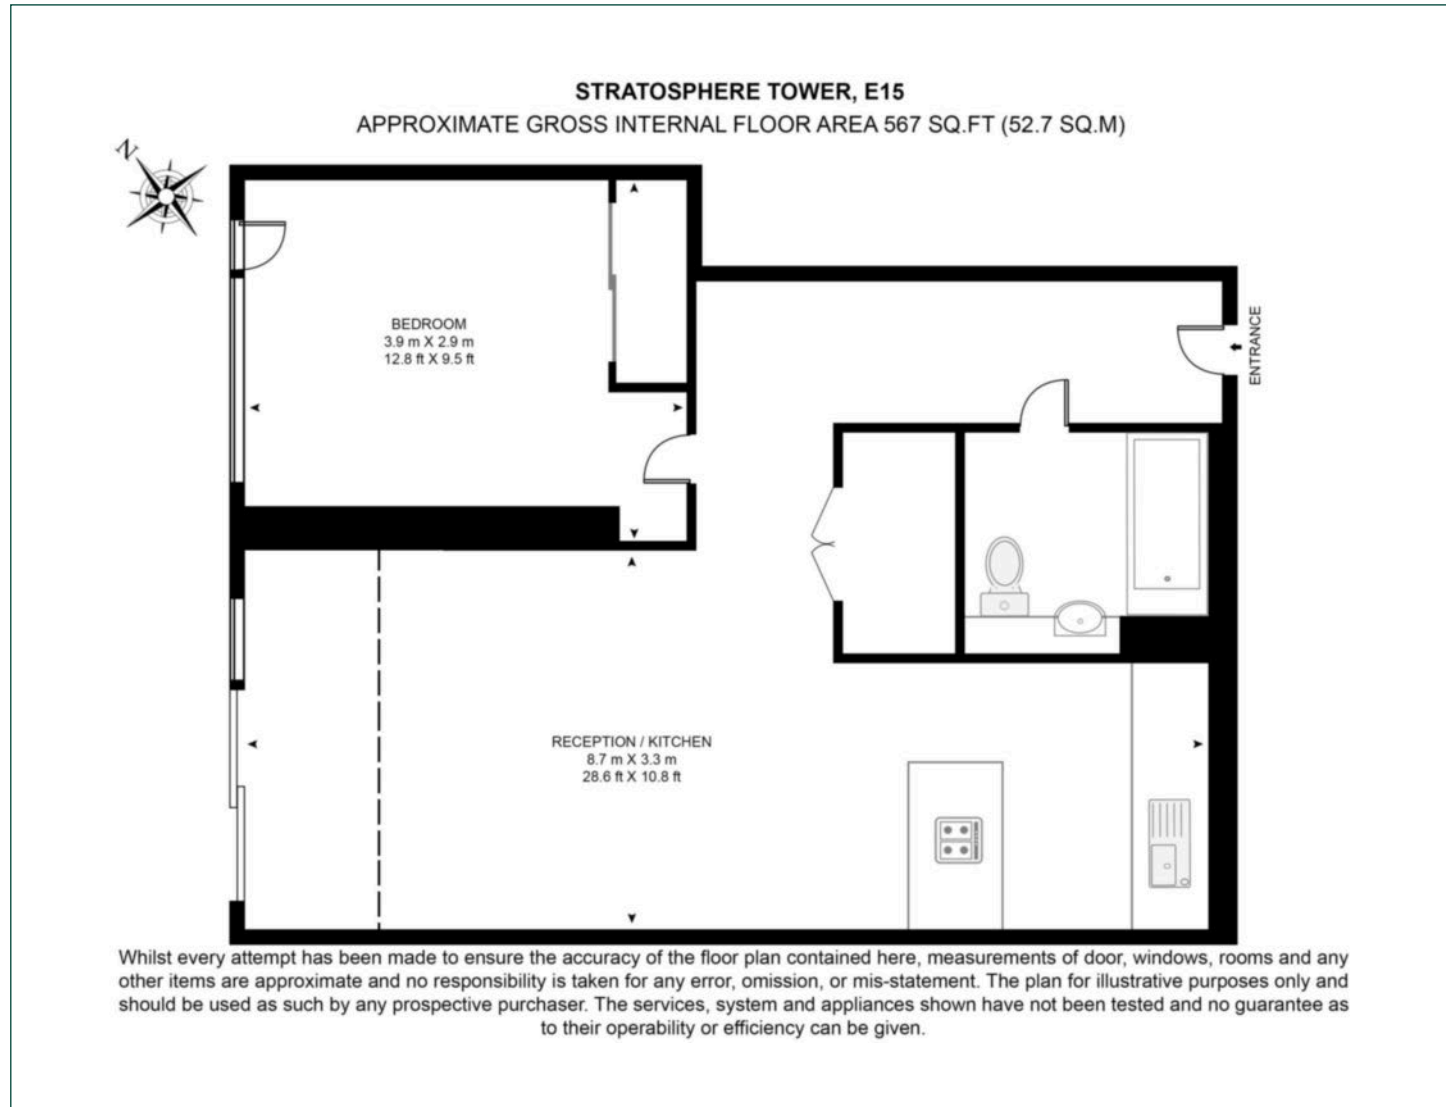 STRATOSPHERE TOWER, E15
APPROXIMATE GROSS INTERNAL FLOOR AREA 567 SQ.FT (52.7 SQ.M)
N
BEDROOM
3.9 m X 2.9 m
12.8 ft X 9.5 ft
ENTRANCE
RECEPTION / KITCHEN
8.7 m X 3.3 m
28.6 ft X 10.8 ft
Whilst every attempt has been made to ensure the accuracy of the floor plan contained here, measurements of door, windows, rooms and any
other items are approximate and no responsibility is taken for any error, omission, or mis-statement. The plan for illustrative purposes only and
should be used as such by any prospective purchaser. The services, system and appliances shown have not been tested and no guarantee as
to their operability or efficiency can be given.